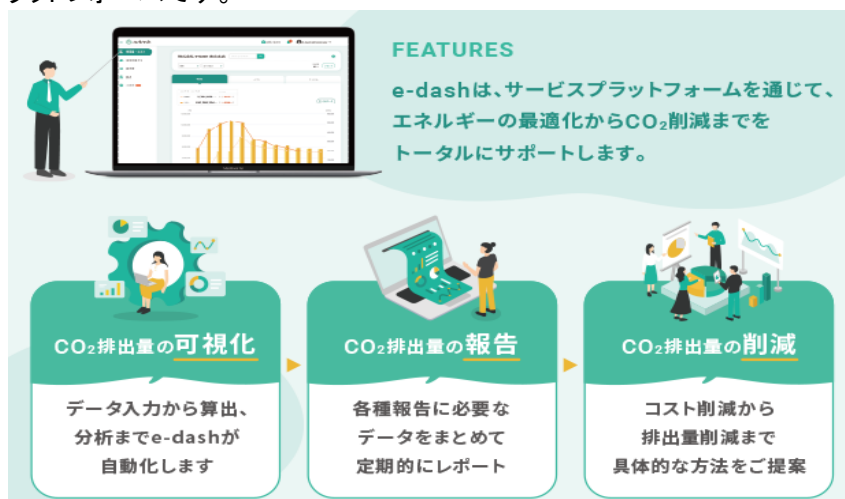 FEATURES
e-dashは、サービスプラットフォームを通じて、
エネルギーの最適化からCO₂削減までを
トータルにサポートします。
CO₂排出量の可視化
データ入力から算出、
分析までe-dashが
自動化します
CO₂排出量の報告
各種報告に必要な
データをまとめて
定期的にレポート
CO₂排出量の削減
コスト削減から
排出量削減まで
具体的な方法をご提案